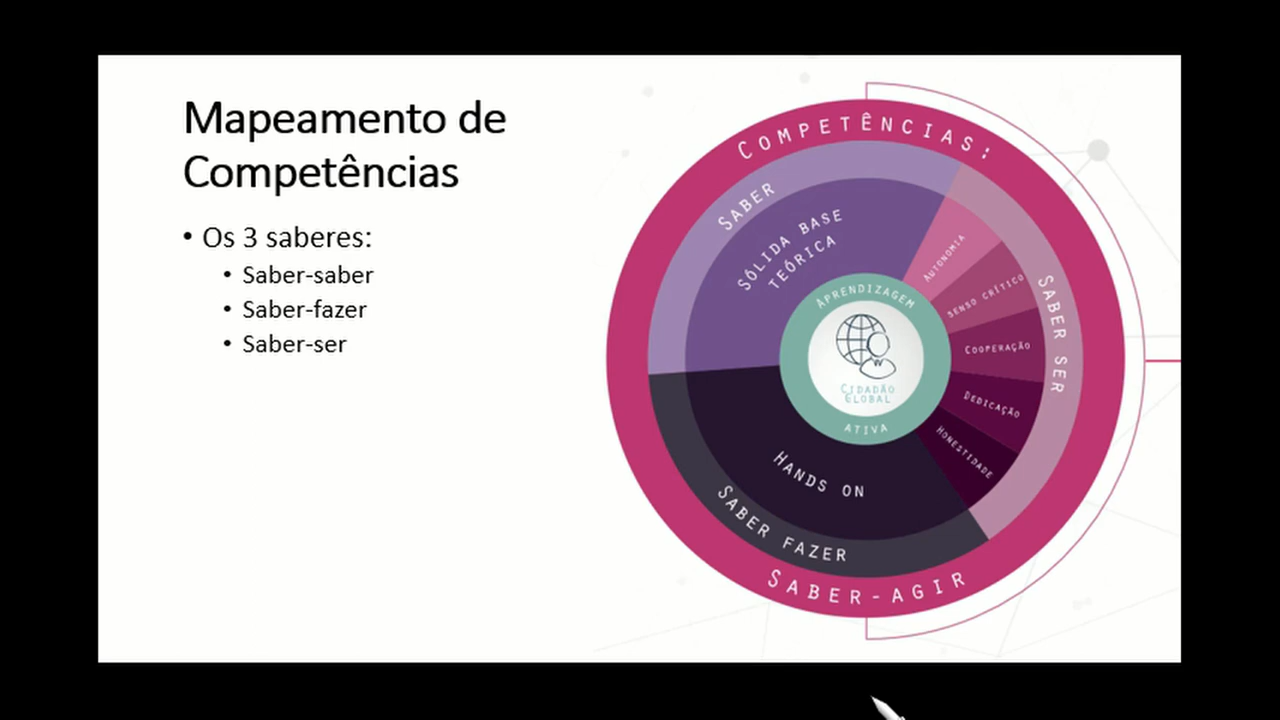 Mapeamento de
Competências
• Os 3 saberes:
• Saber-saber
• Saber-fazer
• Saber-ser
COMPETÊNCIAS:
SABER
SÓLIDA BASE
TEÓRICA
AUTONOMIA
SENSO CRÍTICO
COOPERAÇÃO
DEDICAÇÃO
HONESTIDADE
SABER SER
APRENDIZAGEM
CIDADÃO
GLOBAL
ATIVA
HANDS ON
SABER FAZER
SABER-AGIR